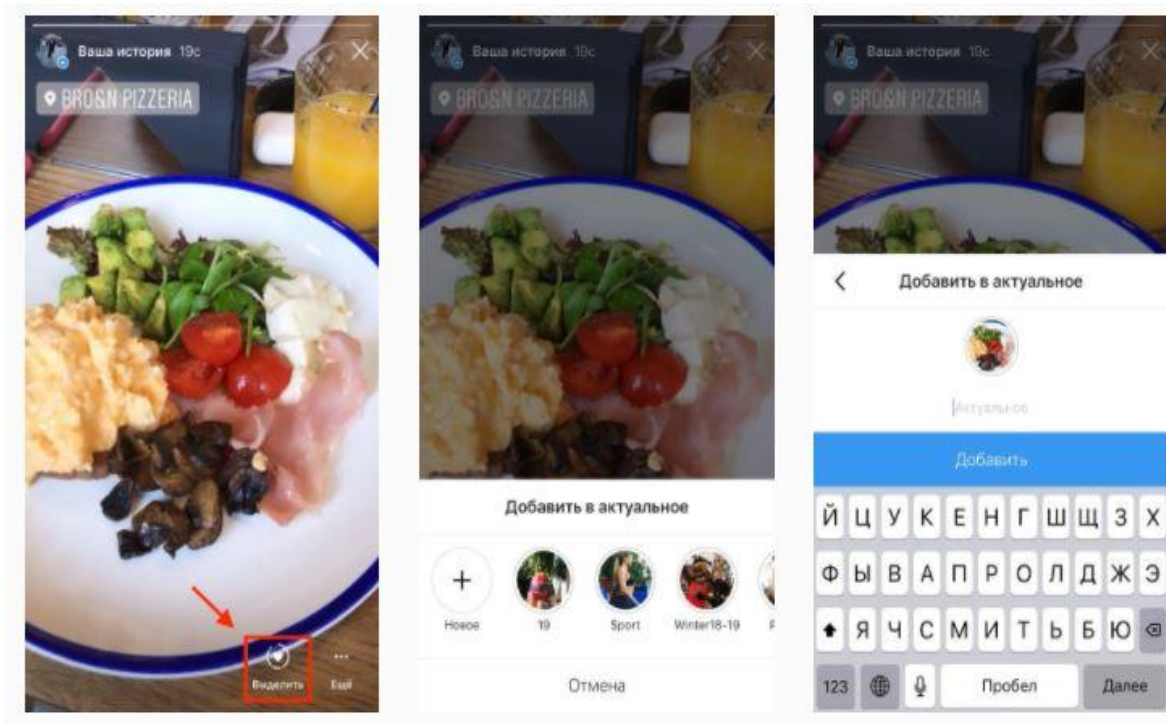 Ваша история 19с
BRO&N PIZZERIA
Выделить
Ещё
Ваша история 19с
BRO&N PIZZERIA
Добавить в актуальное
Новое
19
Sport
Winter18-19
Отмена
Ваша история 19с
BRO&N PIZZERIA
Добавить в актуальное
Актуальное
Добавить
Й Ц У К Е Н Г Ш Щ З Х
Ф Ы В А П Р О Л Д Ж Э
Я Ч С М И Т Ь Б Ю
123 Пробел Далее